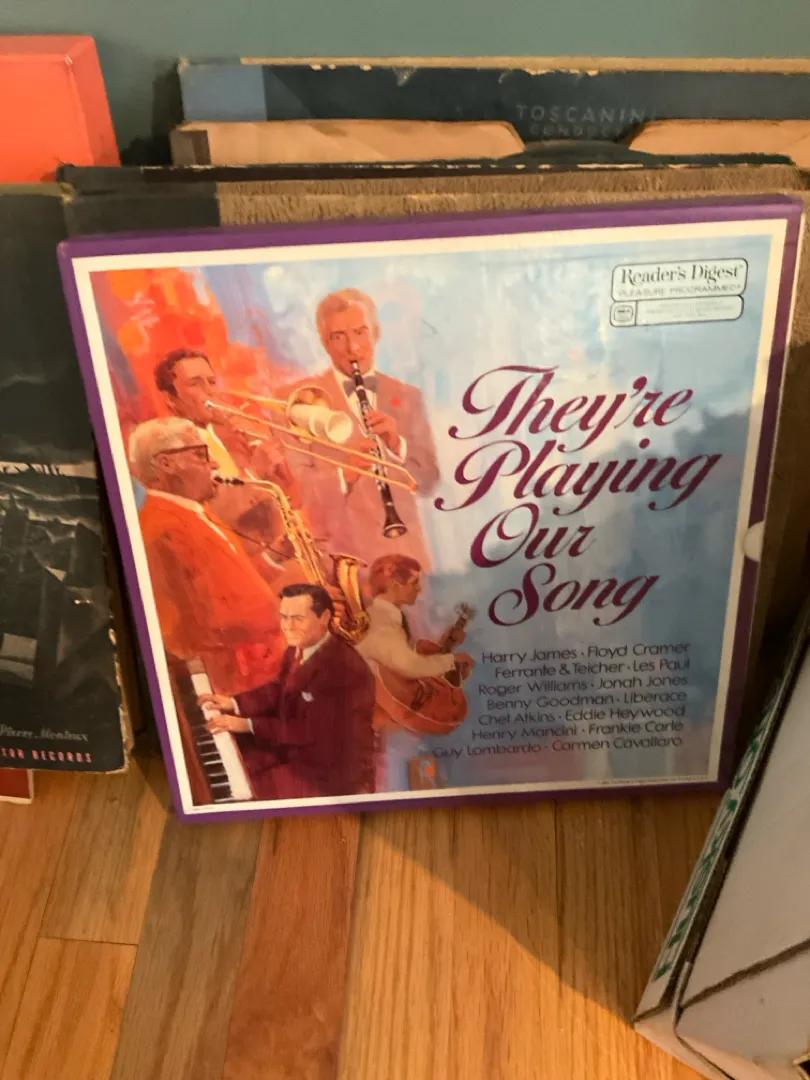 TOSCANINI
CONDUCT
Reader's Digest
PLEASURE PROGRAMMED
They're
Playing
Our
Song
Harry James · Floyd Cramer
Ferrante & Teicher · Les Paul
Roger Williams · Jonah Jones
Benny Goodman · Liberace
Chet Atkins · Eddie Heywood
Henry Mancini · Frankie Carle
Guy Lombardo · Carmen Cavallaro
Pierre Monteux
RECORDS